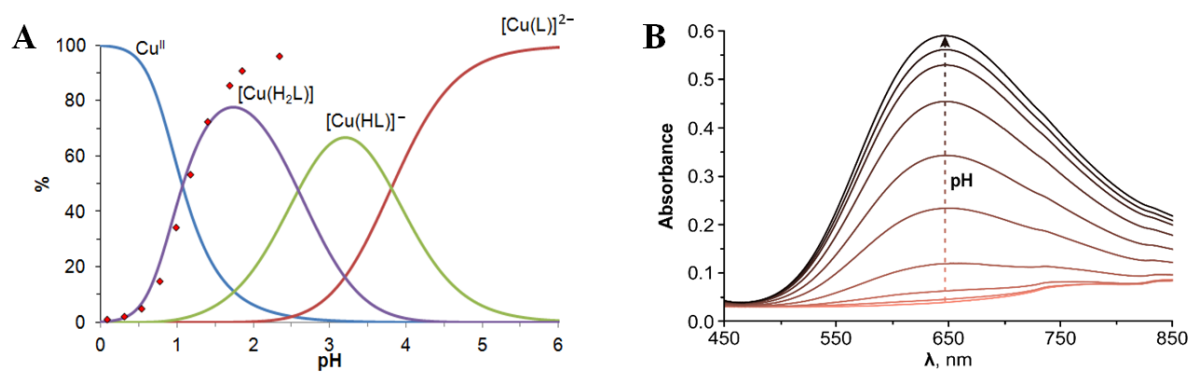 A
B
[Cu(L)]²⁻
Cuᴵᴵ
[Cu(H₂L)]
[Cu(HL)]⁻
100
80
60
40
20
0
%
0 1 2 3 4 5 6
pH
0.6
0.5
0.4
0.3
0.2
0.1
0.0
Absorbance
pH
450 550 650 750 850
λ, nm